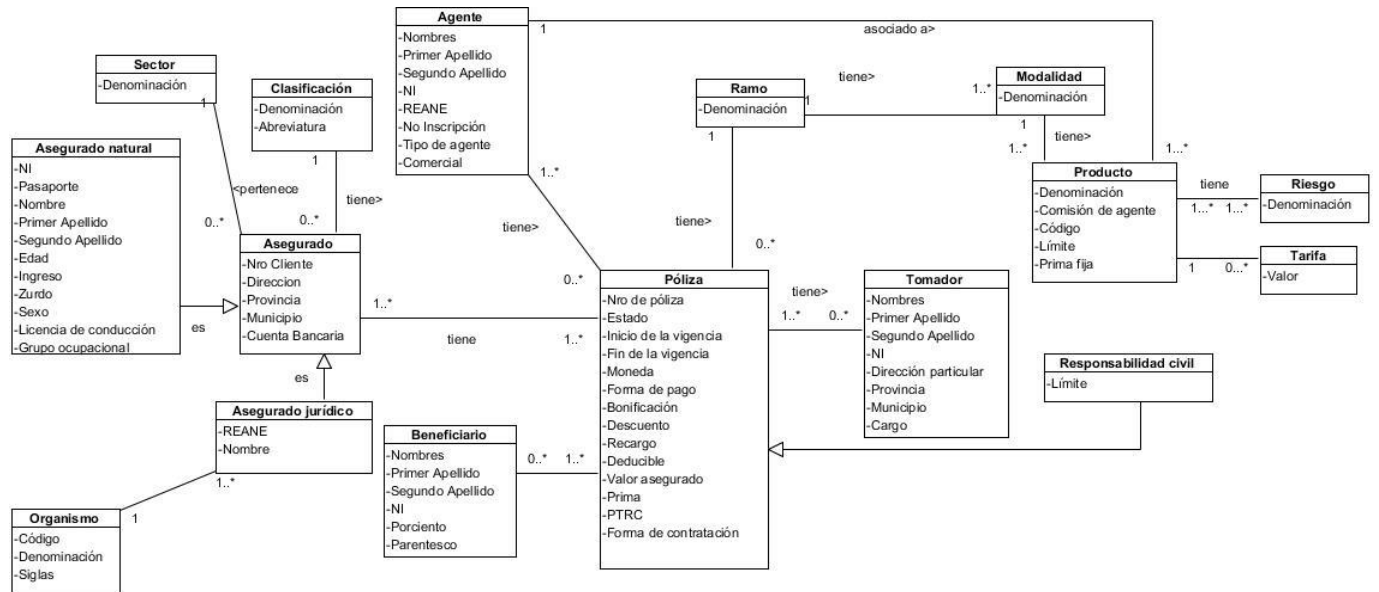 Agente
-Nombres
-Primer Apellido
-Segundo Apellido
-NI
-REANE
-No Inscripción
-Tipo de agente
-Comercial
1
asociado a>
1...*
1..*
tiene>
0..*
Sector
-Denominación
1
<pertenece
0..*
Clasificación
-Denominación
-Abreviatura
1
tiene>
0..*
Ramo
-Denominación
1
tiene>
1..*
1
tiene>
0..*
Modalidad
-Denominación
1
tiene>
1..*
Asegurado natural
-NI
-Pasaporte
-Nombre
-Primer Apellido
-Segundo Apellido
-Edad
-Ingreso
-Zurdo
-Sexo
-Licencia de conducción
-Grupo ocupacional
es
Producto
-Denominación
-Comisión de agente
-Código
-Límite
-Prima fija
tiene
1...*
1...*
Riesgo
-Denominación
1
0...*
Tarifa
-Valor
Asegurado
-Nro Cliente
-Direccion
-Provincia
-Municipio
-Cuenta Bancaria
1..*
tiene
1..*
es
Póliza
-Nro de póliza
-Estado
-Inicio de la vigencia
-Fin de la vigencia
-Moneda
-Forma de pago
-Bonificación
-Descuento
-Recargo
-Deducible
-Valor asegurado
-Prima
-PTRC
-Forma de contratación
tiene>
1..*
0..*
Tomador
-Nombres
-Primer Apellido
-Segundo Apellido
-NI
-Dirección particular
-Provincia
-Municipio
-Cargo
Responsabilidad civil
-Límite
Asegurado jurídico
-REANE
-Nombre
1..*
1
Beneficiario
-Nombres
-Primer Apellido
-Segundo Apellido
-NI
-Porciento
-Parentesco
0..*
1..*
Organismo
-Código
-Denominación
-Siglas